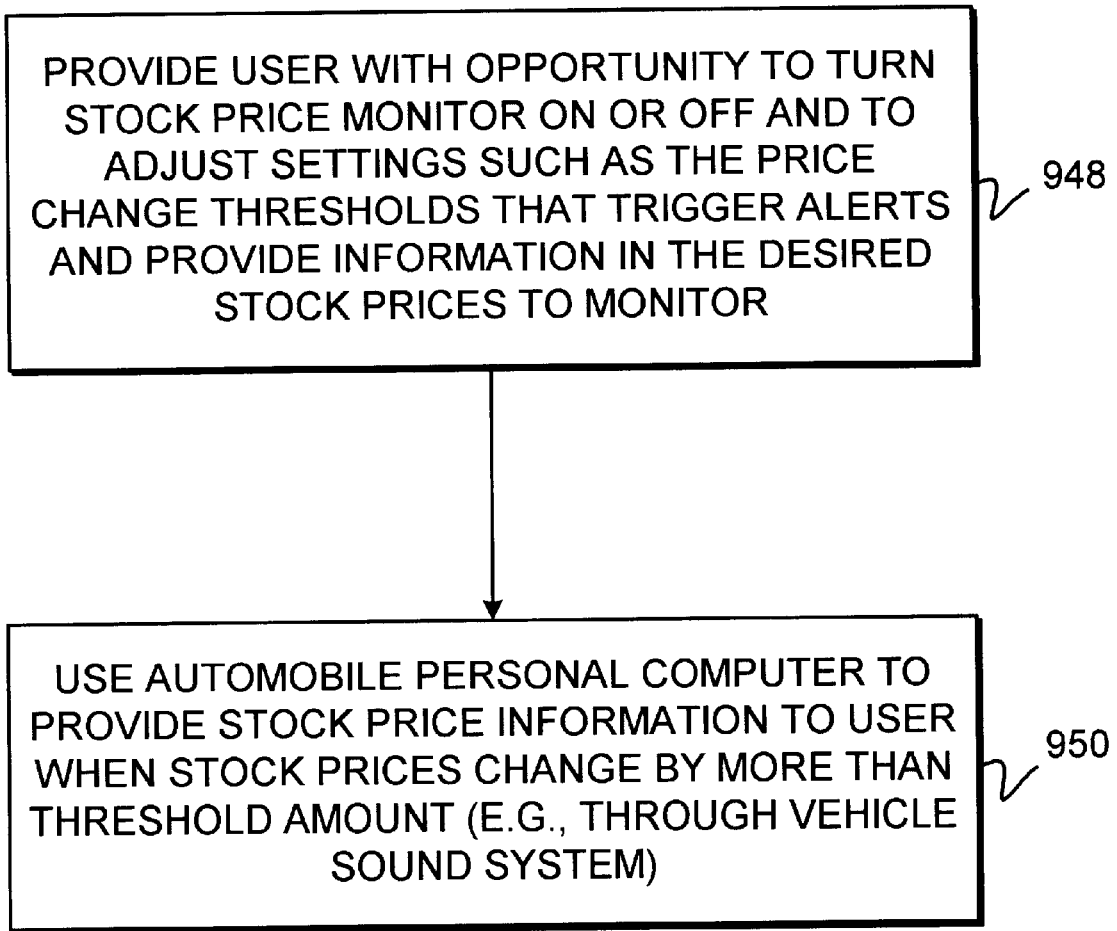 PROVIDE USER WITH OPPORTUNITY TO TURN
STOCK PRICE MONITOR ON OR OFF AND TO
ADJUST SETTINGS SUCH AS THE PRICE
CHANGE THRESHOLDS THAT TRIGGER ALERTS
AND PROVIDE INFORMATION IN THE DESIRED
STOCK PRICES TO MONITOR
948
USE AUTOMOBILE PERSONAL COMPUTER TO
PROVIDE STOCK PRICE INFORMATION TO USER
WHEN STOCK PRICES CHANGE BY MORE THAN
THRESHOLD AMOUNT (E.G., THROUGH VEHICLE
SOUND SYSTEM)
950